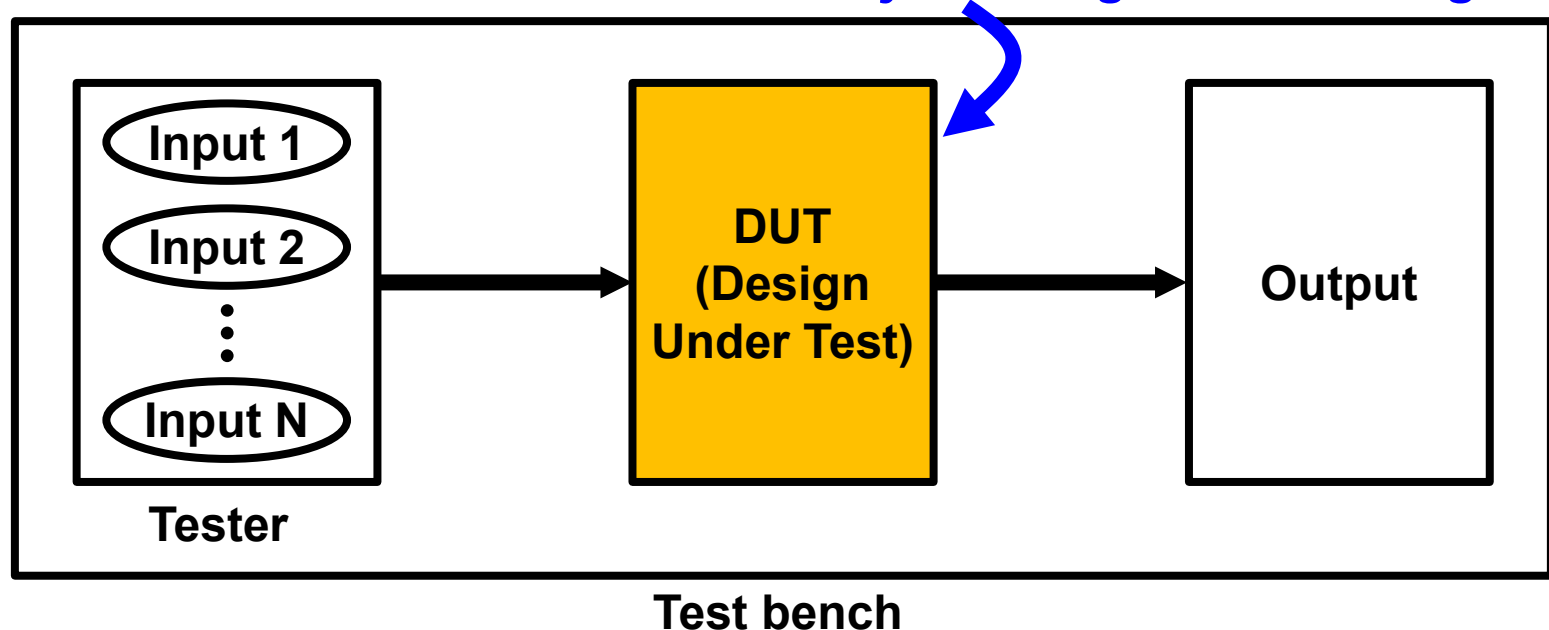 Input 1
Input 2
Input N
Tester
DUT
(Design
Under Test)
Output
Test bench